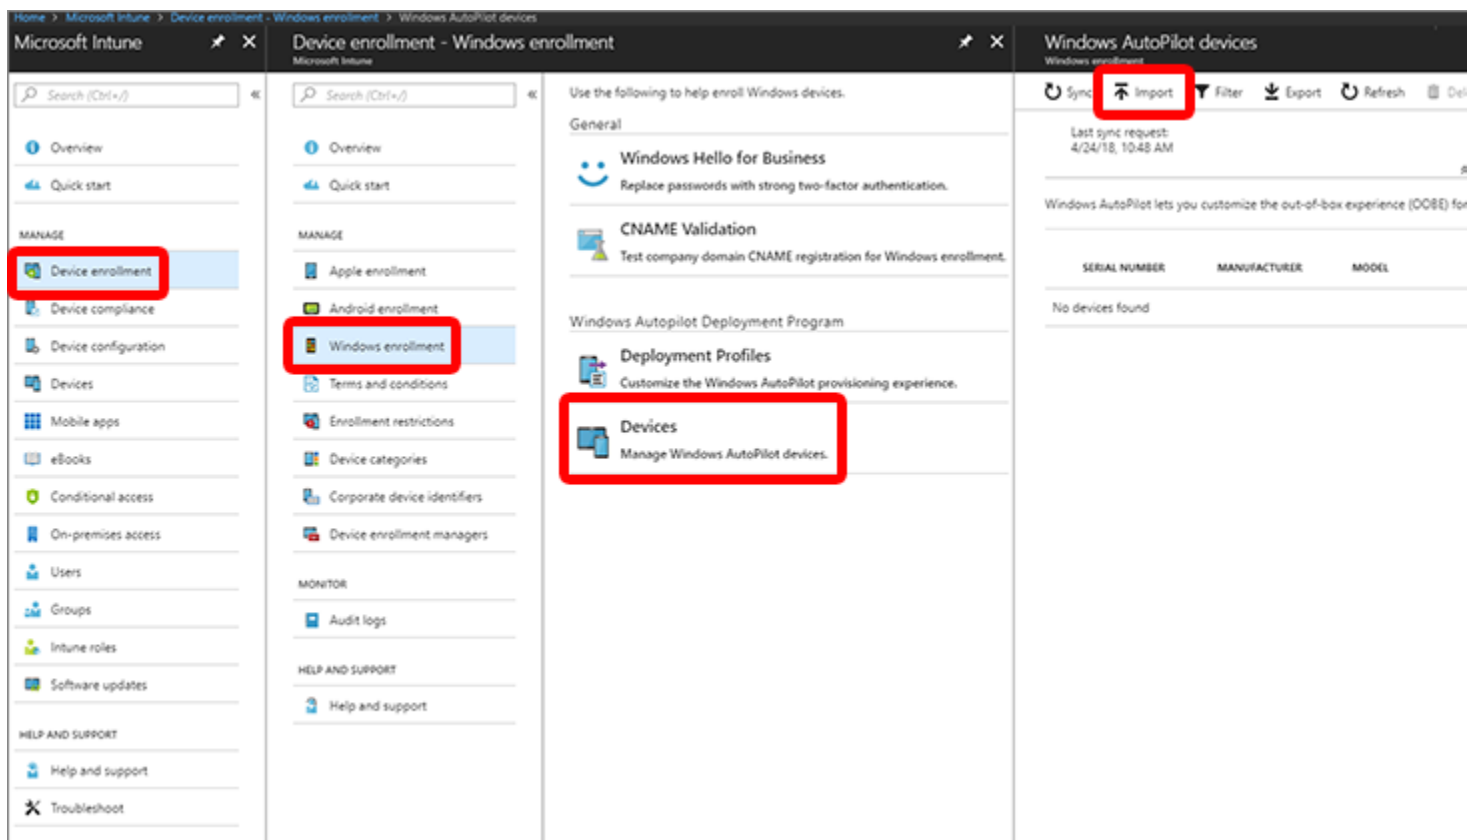 Home > Microsoft Intune > Device enrollment - Windows enrollment > Windows AutoPilot devices
Microsoft Intune
Search (Ctrl+/)
Overview
Quick start
MANAGE
Device enrollment
Device compliance
Device configuration
Devices
Mobile apps
eBooks
Conditional access
On-premises access
Users
Groups
Intune roles
Software updates
HELP AND SUPPORT
Help and support
Troubleshoot
Device enrollment - Windows enrollment
Microsoft Intune
Search (Ctrl+/)
Overview
Quick start
MANAGE
Apple enrollment
Android enrollment
Windows enrollment
Terms and conditions
Enrollment restrictions
Device categories
Corporate device identifiers
Device enrollment managers
MONITOR
Audit logs
HELP AND SUPPORT
Help and support
Use the following to help enroll Windows devices.
General
Windows Hello for Business
Replace passwords with strong two-factor authentication.
CNAME Validation
Test company domain CNAME registration for Windows enrollment.
Windows Autopilot Deployment Program
Deployment Profiles
Customize the Windows AutoPilot provisioning experience.
Devices
Manage Windows AutoPilot devices.
Windows AutoPilot devices
Windows enrollment
Sync Import Filter Export Refresh Del
Last sync request:
4/24/18, 10:48 AM
Windows AutoPilot lets you customize the out-of-box experience (OOBE) for
SERIAL NUMBER MANUFACTURER MODEL
No devices found